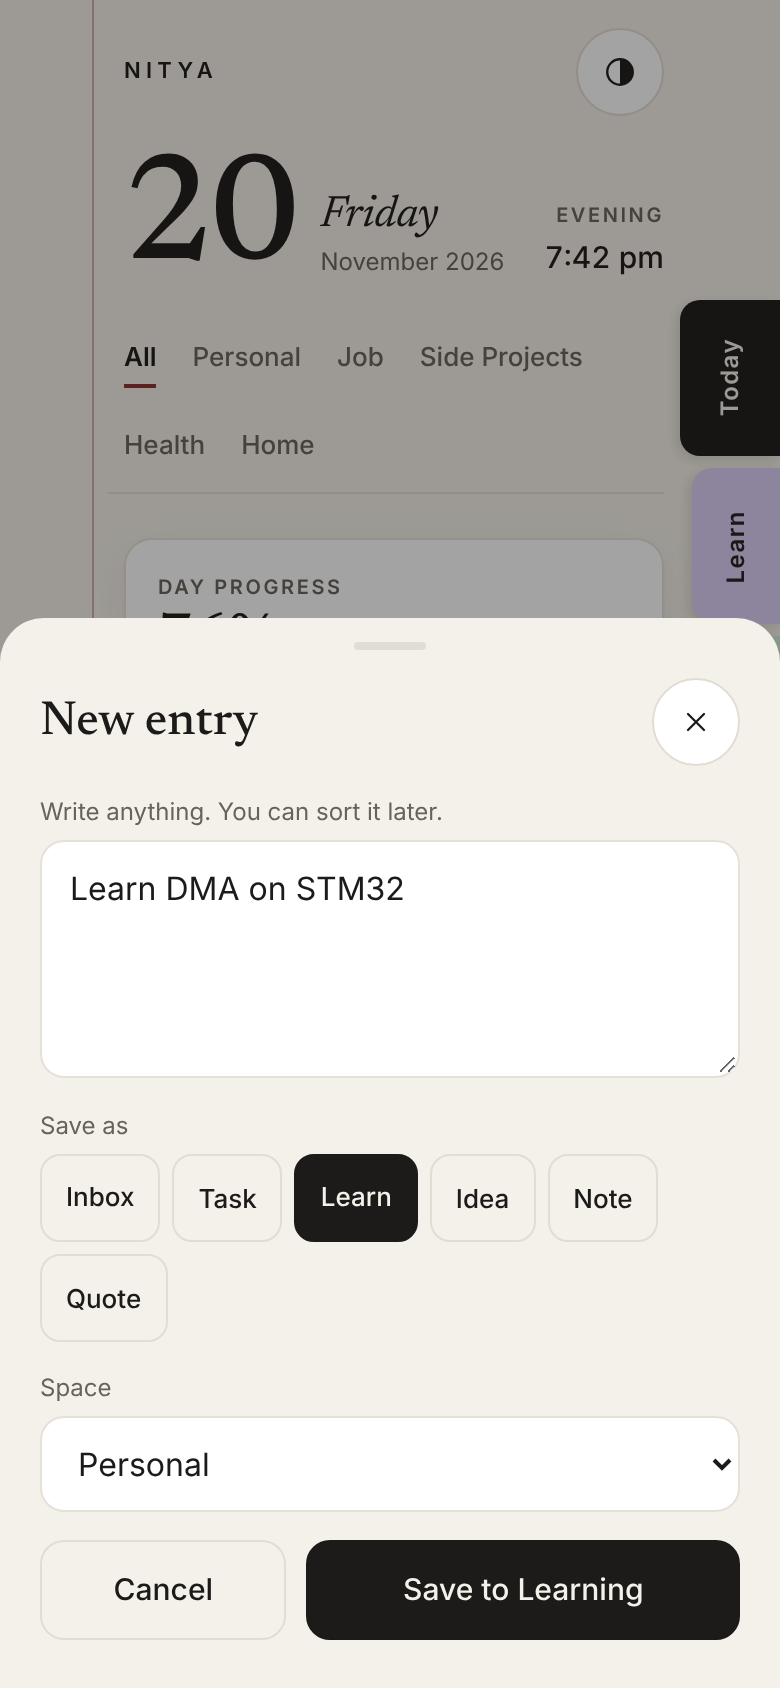 NITYA
20
Friday
November 2026
EVENING
7:42 pm
All Personal Job Side Projects
Health Home
Today
Learn
DAY PROGRESS
New entry
Write anything. You can sort it later.
Learn DMA on STM32
Save as
Inbox Task Learn Idea Note
Quote
Space
Personal
Cancel Save to Learning